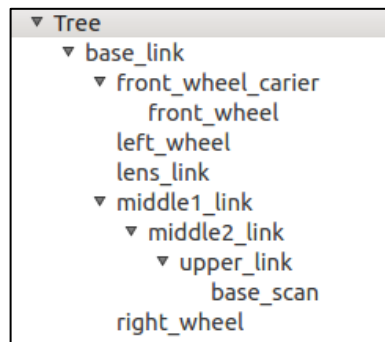 Tree
base_link
front_wheel_carier
front_wheel
left_wheel
lens_link
middle1_link
middle2_link
upper_link
base_scan
right_wheel